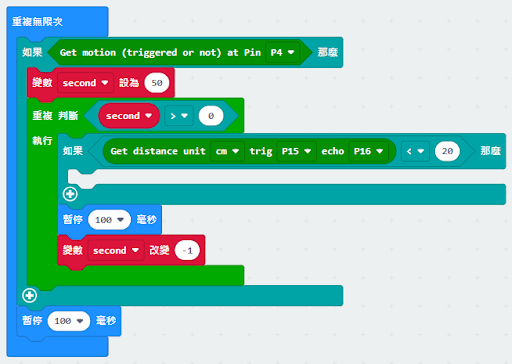 重複無限次
如果 Get motion (triggered or not) at Pin P4 那麼
變數 second 設為 50
重複 判斷 second > 0
執行
如果 Get distance unit cm trig P15 echo P16 < 20 那麼
暫停 100 毫秒
變數 second 改變 -1
暫停 100 毫秒